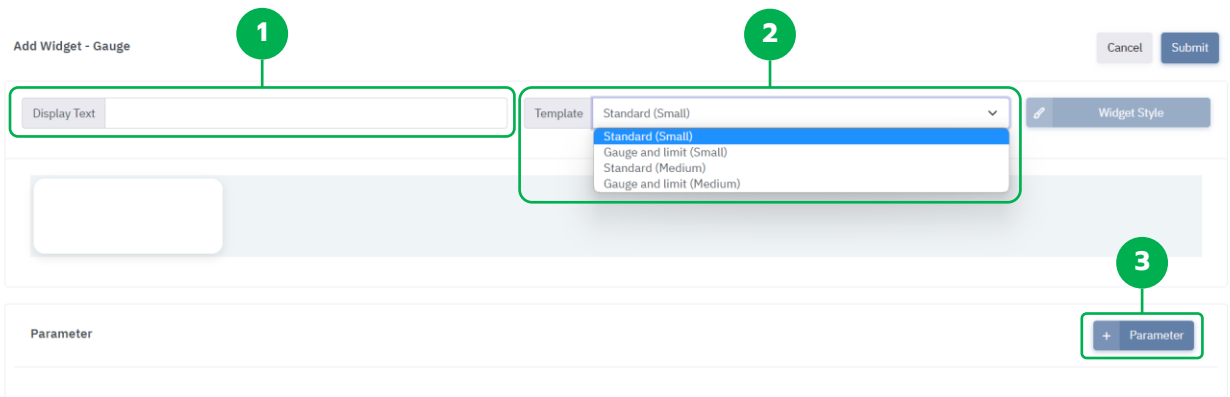 1
2
Add Widget - Gauge
Cancel
Submit
Display Text
Template
Standard (Small)
Widget Style
Standard (Small)
Gauge and limit (Small)
Standard (Medium)
Gauge and limit (Medium)
3
Parameter
+ Parameter